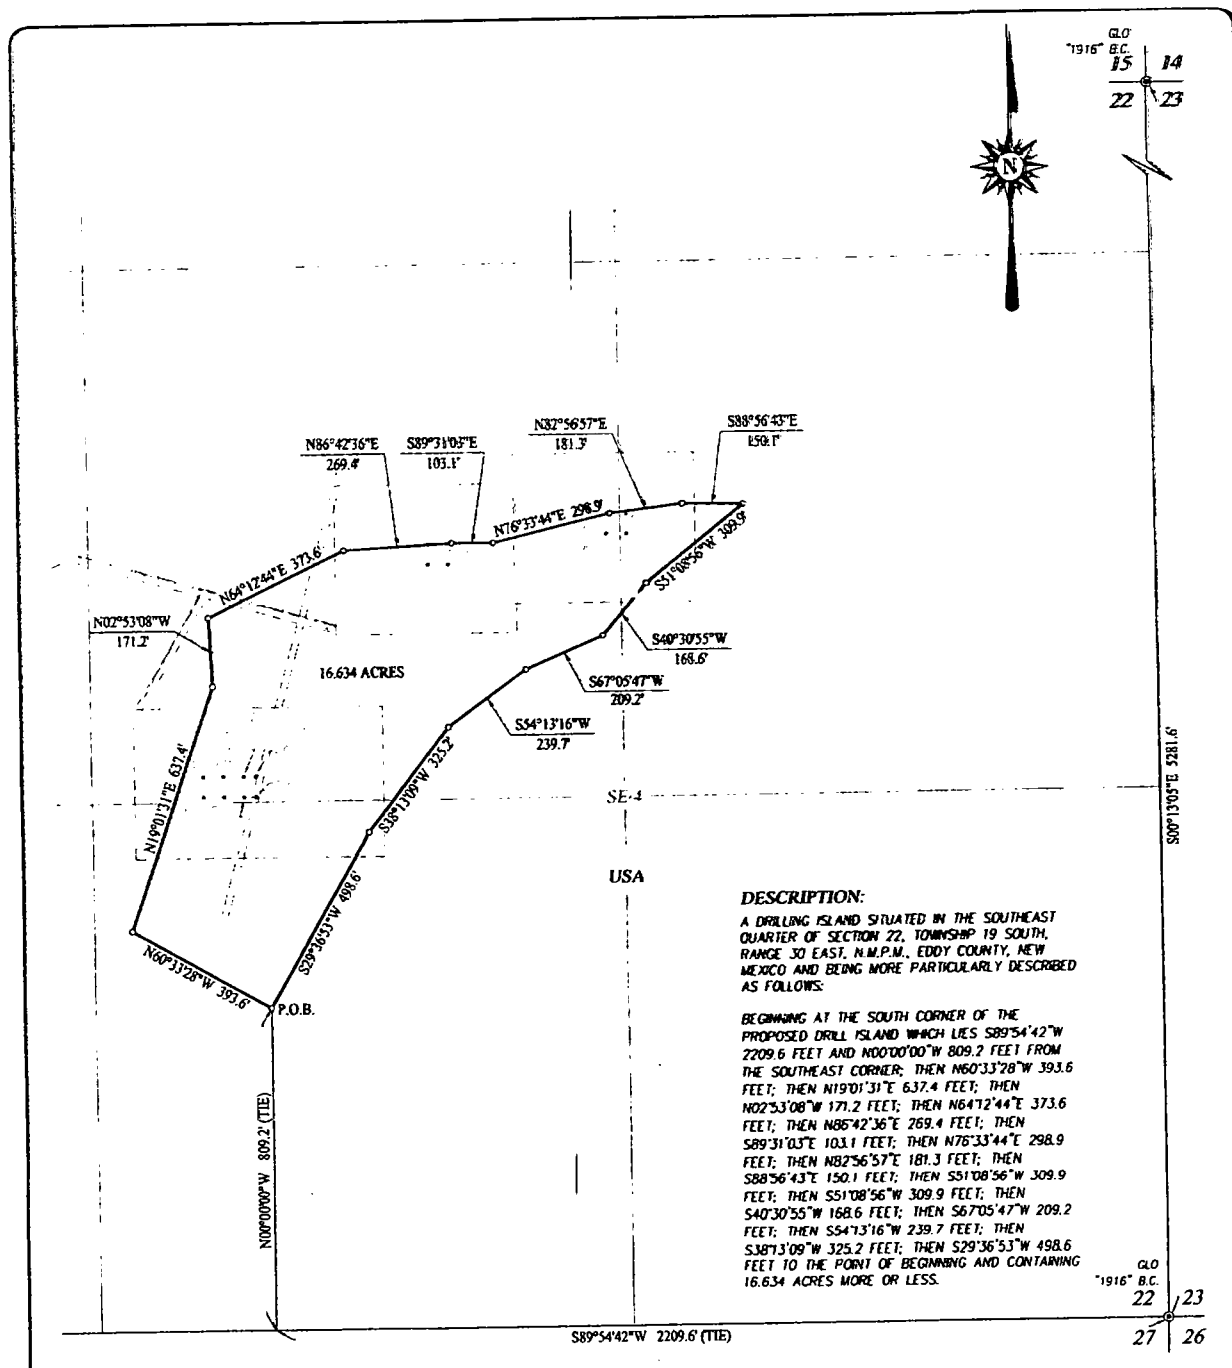 GLO
"1916" B.C.
15 14
22 23
N
N82°56'57"E
181.3'
S88°56'43"E
150.1'
N86°42'36"E
269.4'
S89°31'03"E
103.1'
N76°33'44"E 298.9'
S51°08'56"W 309.9'
N64°12'44"E 373.6'
N02°53'08"W
171.2'
S40°30'55"W
168.6'
16.634 ACRES
S67°05'47"W
209.2'
S54°13'16"W
239.7'
N19°01'31"E 637.4'
S38°13'09"W 325.2'
S00°13'05"E 5281.6'
SE-4
USA
S29°36'53"W 498.6'
N60°33'28"W 393.6'
P.O.B.
N00°00'00"W 809.2' (TIE)
DESCRIPTION:
A DRILLING ISLAND SITUATED IN THE SOUTHEAST
QUARTER OF SECTION 22, TOWNSHIP 19 SOUTH,
RANGE 30 EAST, N.M.P.M., EDDY COUNTY, NEW
MEXICO AND BEING MORE PARTICULARLY DESCRIBED
AS FOLLOWS:
BEGINNING AT THE SOUTH CORNER OF THE
PROPOSED DRILL ISLAND WHICH LIES S89°54'42"W
2209.6 FEET AND N00°00'00"W 809.2 FEET FROM
THE SOUTHEAST CORNER; THEN N60°33'28"W 393.6
FEET; THEN N19°01'31"E 637.4 FEET; THEN
N02°53'08"W 171.2 FEET; THEN N64°12'44"E 373.6
FEET; THEN N86°42'36"E 269.4 FEET; THEN
S89°31'03"E 103.1 FEET; THEN N76°33'44"E 298.9
FEET; THEN N82°56'57"E 181.3 FEET; THEN
S88°56'43"E 150.1 FEET; THEN S51°08'56"W 309.9
FEET; THEN S51°08'56"W 309.9 FEET; THEN
S40°30'55"W 168.6 FEET; THEN S67°05'47"W 209.2
FEET; THEN S54°13'16"W 239.7 FEET; THEN
S38°13'09"W 325.2 FEET; THEN S29°36'53"W 498.6
FEET TO THE POINT OF BEGINNING AND CONTAINING
16.634 ACRES MORE OR LESS.
GLO
"1916" B.C.
22 23
27 26
S89°54'42"W 2209.6' (TIE)